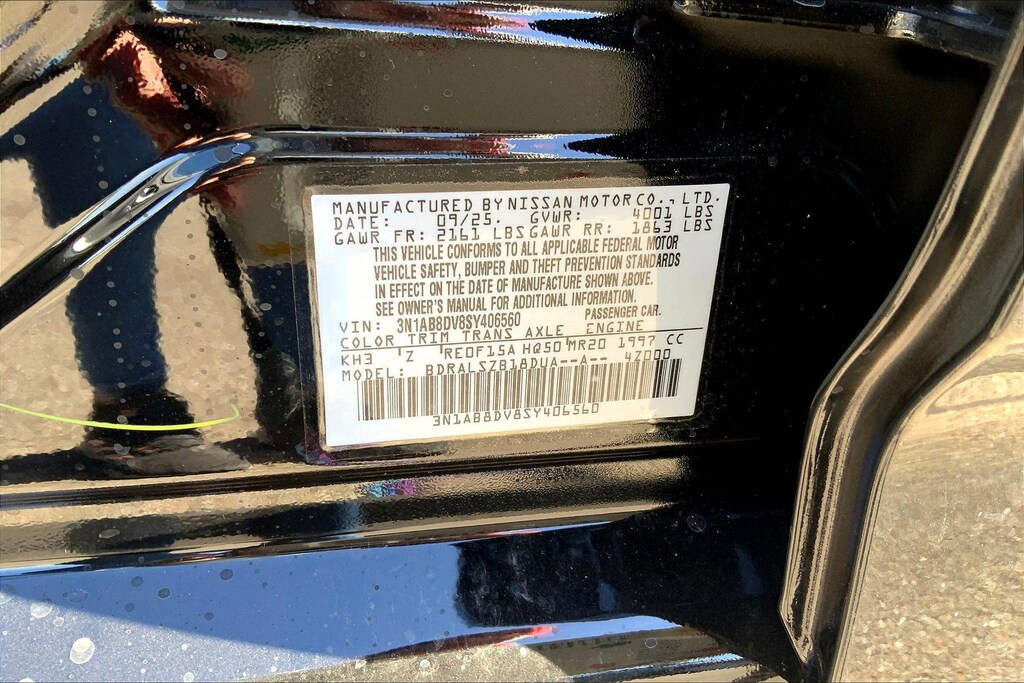 MANUFACTURED BY NISSAN MOTOR CO., LTD.
DATE: 09/25. GVWR: 4001 LBS
GAWR FR: 2161 LBS GAWR RR: 1863 LBS
THIS VEHICLE CONFORMS TO ALL APPLICABLE FEDERAL MOTOR
VEHICLE SAFETY, BUMPER AND THEFT PREVENTION STANDARDS
IN EFFECT ON THE DATE OF MANUFACTURE SHOWN ABOVE.
SEE OWNER'S MANUAL FOR ADDITIONAL INFORMATION.
VIN: 3N1AB8DV8SY406560 PASSENGER CAR.
COLOR TRIM TRANS AXLE ENGINE
KH3 'Z RE0F15A HQ50 MR20 1997 CC
MODEL: BDRALSZB18DUA--A-- 4Z000
3N1AB8DV8SY406560